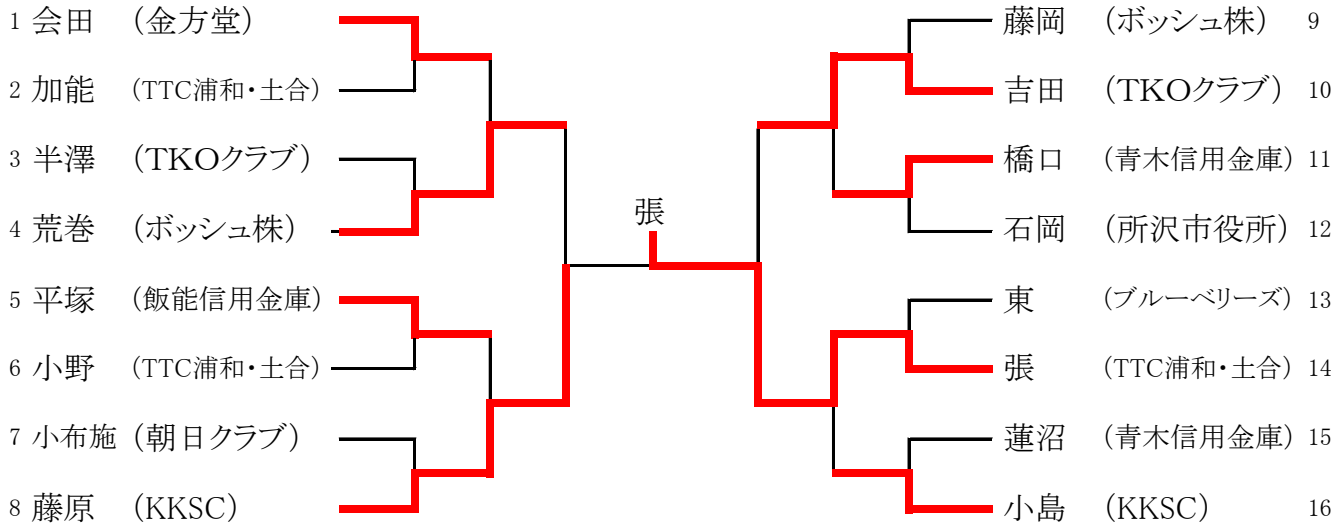 1 会田 (金方堂)
2 加能 (TTC浦和・土合)
3 半澤 (TKOクラブ)
4 荒巻 (ボッシュ株)
5 平塚 (飯能信用金庫)
6 小野 (TTC浦和・土合)
7 小布施 (朝日クラブ)
8 藤原 (KKSC)
張
藤岡 (ボッシュ株) 9
吉田 (TKOクラブ) 10
橋口 (青木信用金庫) 11
石岡 (所沢市役所) 12
東 (ブルーベリーズ) 13
張 (TTC浦和・土合) 14
蓮沼 (青木信用金庫) 15
小島 (KKSC) 16